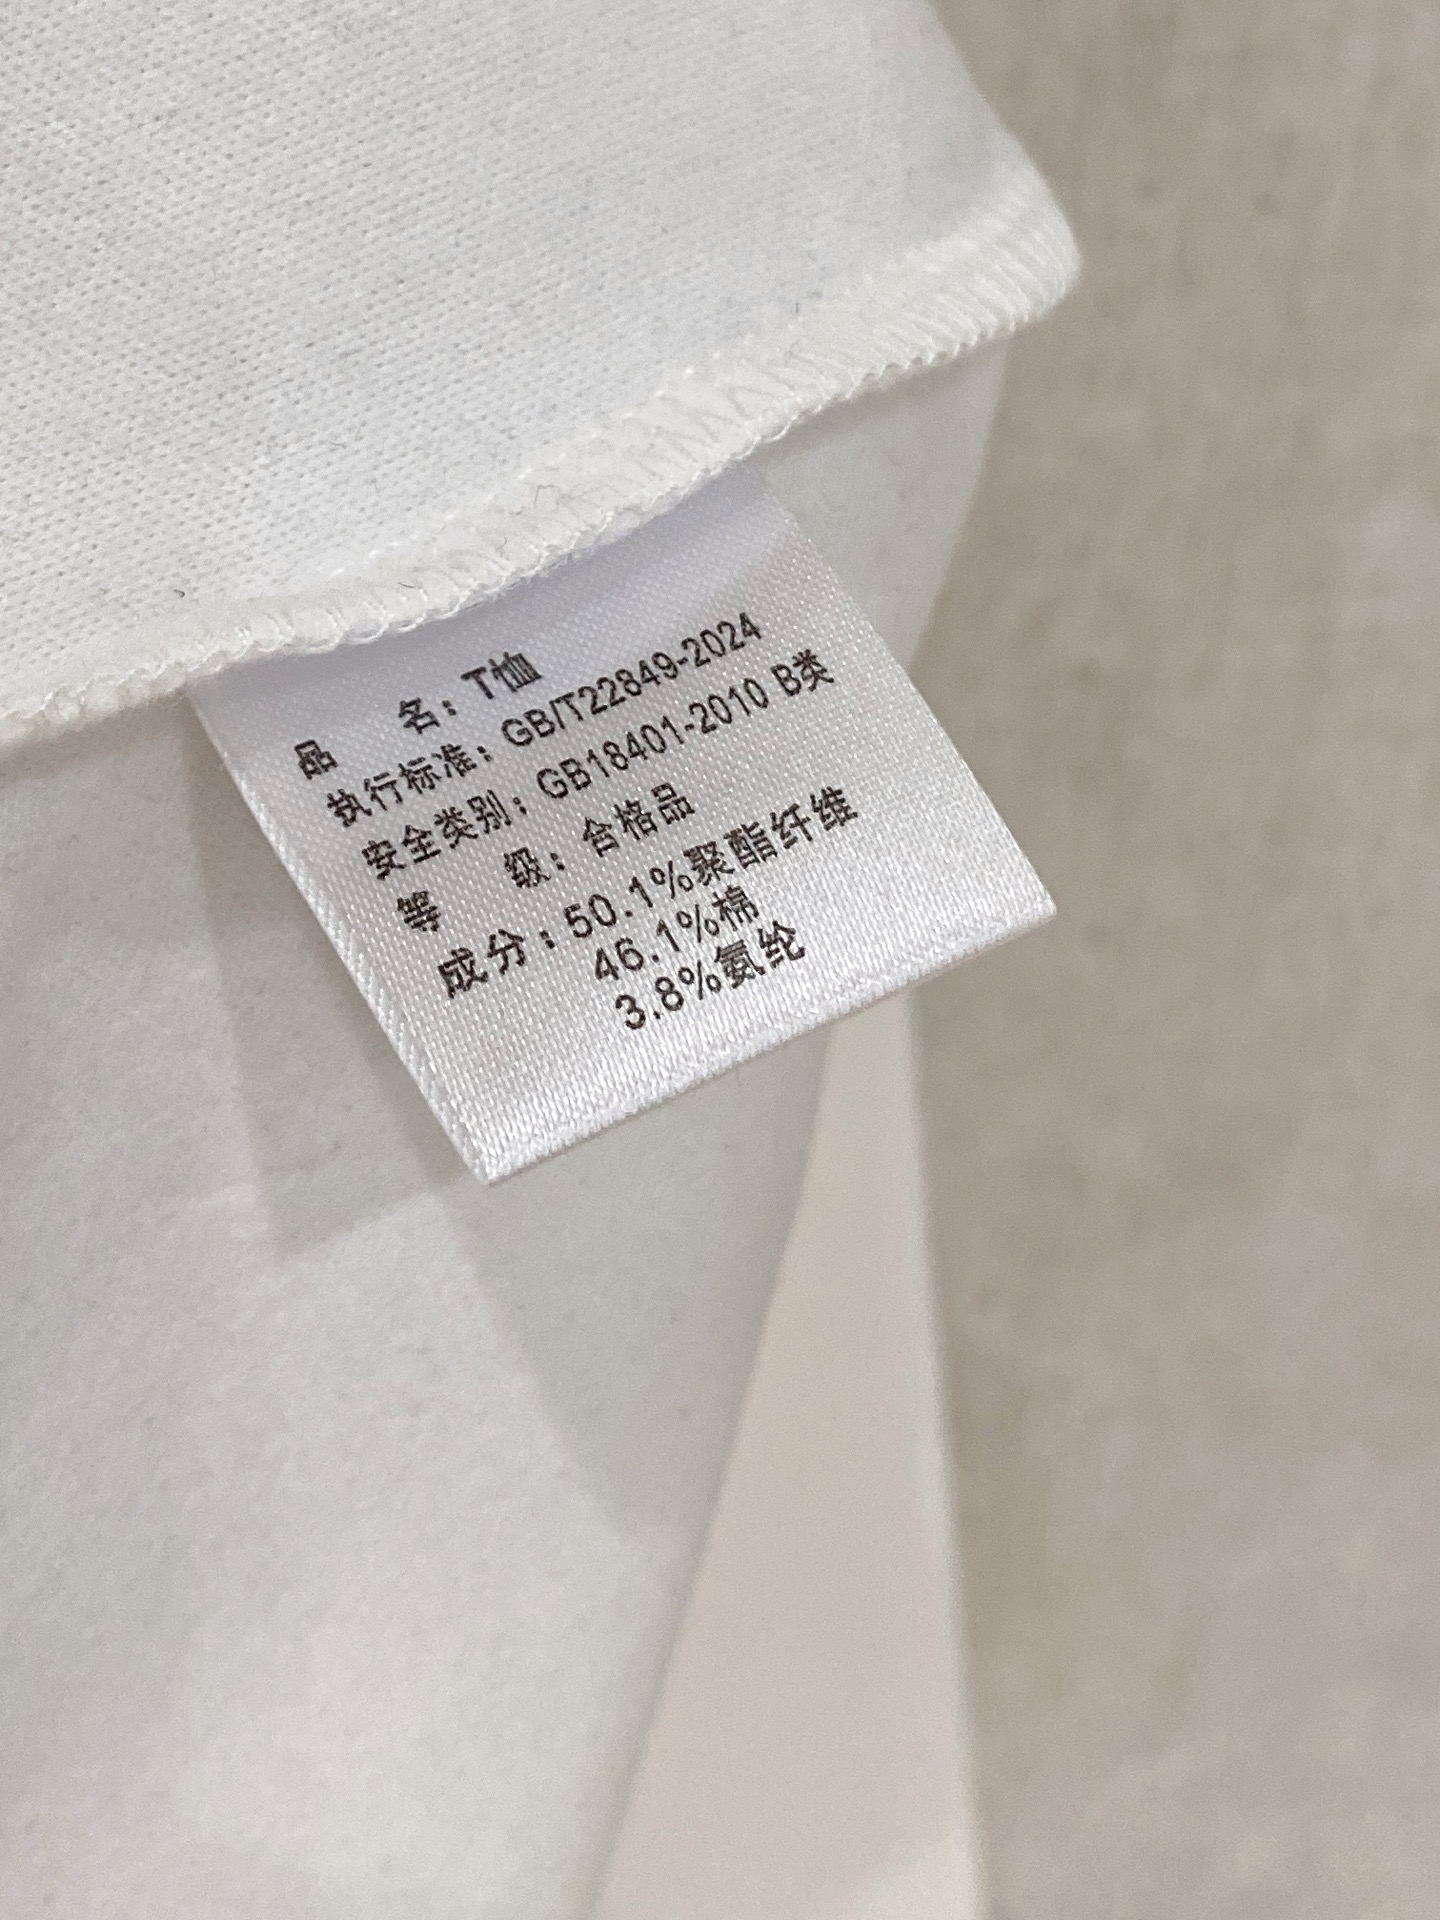 品 名：T恤
执行标准：GB/T22849-2024
安全类别：GB18401-2010 B类
等 级：合格品
成分：50.1%聚酯纤维
46.1%棉
3.8%氨纶